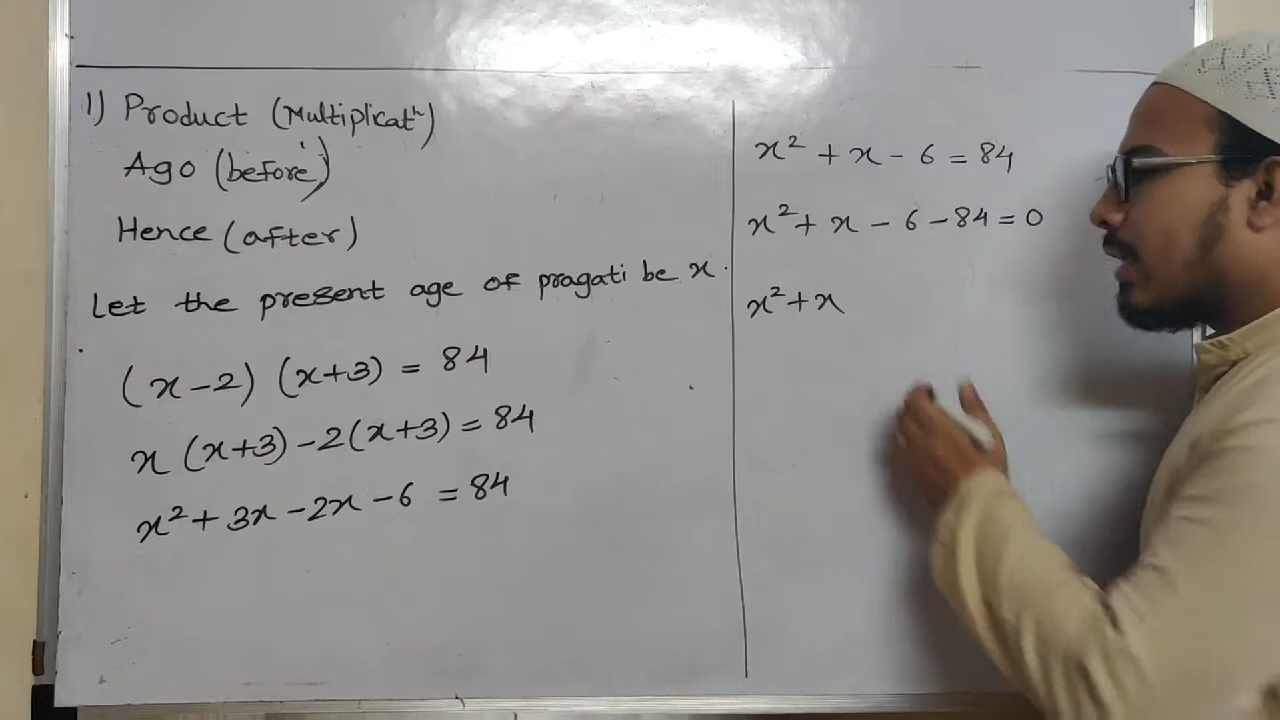 1) Product (Multiplicatⁿ)
Ago (before)
Hence (after)
Let the present age of pragati be x.
(x-2) (x+3) = 84
x (x+3) -2(x+3) = 84
x² + 3x - 2x - 6 = 84
x² + x - 6 = 84
x² + x - 6 - 84 = 0
x² + x